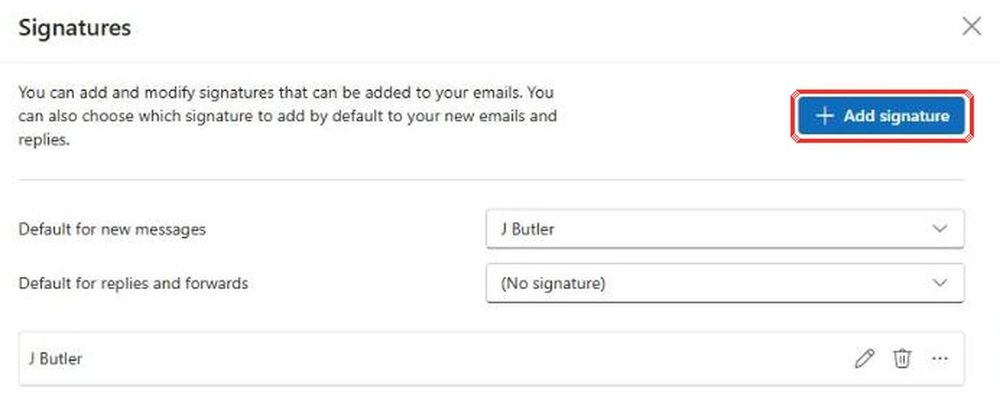 Signatures
You can add and modify signatures that can be added to your emails. You
can also choose which signature to add by default to your new emails and
replies.
Add signature
Default for new messages
J Butler
Default for replies and forwards
(No signature)
J Butler